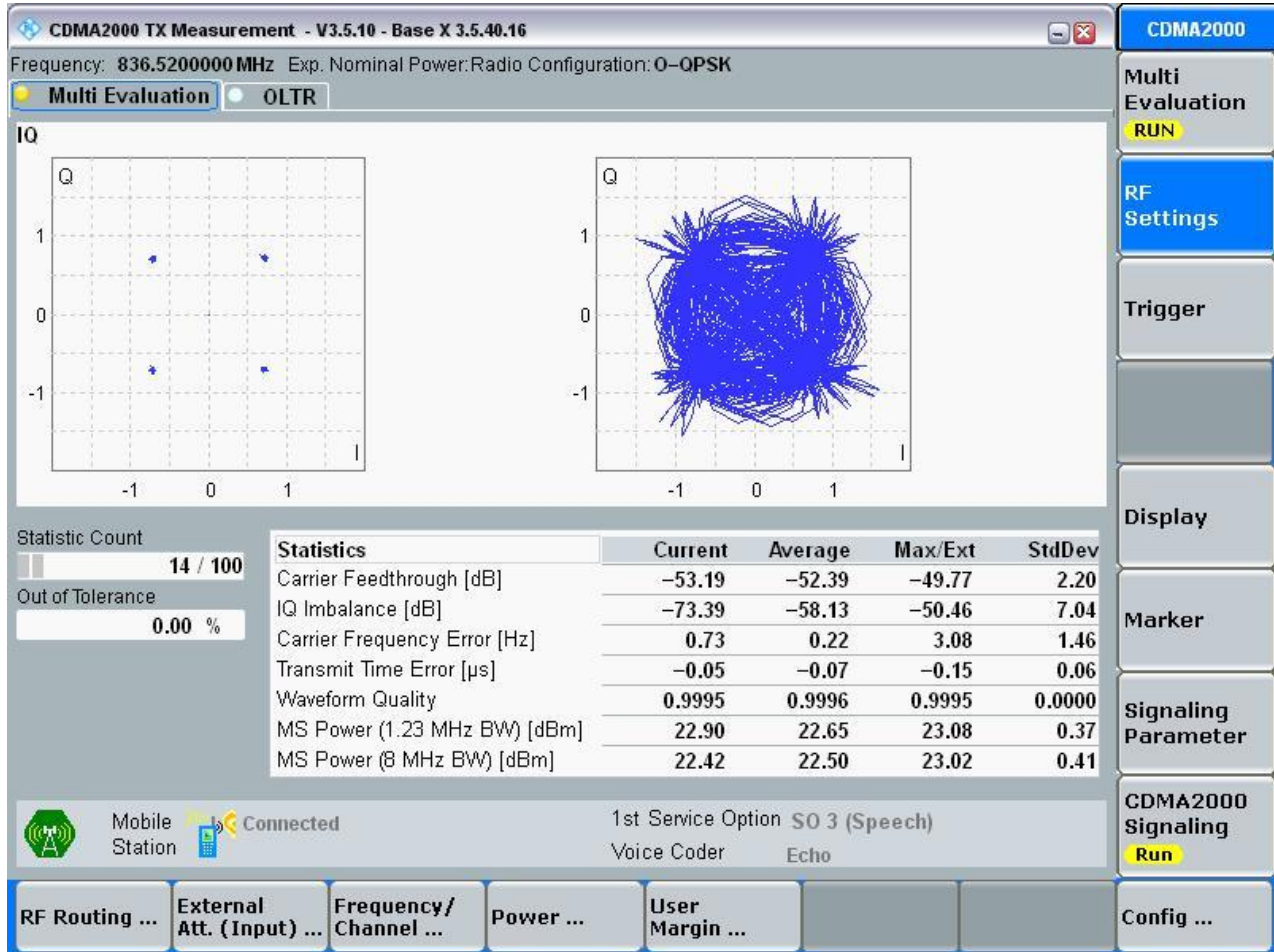 CDMA2000 TX Measurement - V3.5.10 - Base X 3.5.40.16
CDMA2000
Frequency: 836.5200000 MHz Exp. Nominal Power: Radio Configuration: O-QPSK
Multi Evaluation OLTR
Multi
Evaluation
RUN
IQ
Q
1
0
-1
I
-1 0 1
Q
1
0
-1
I
-1 0 1
RF
Settings
Trigger
Display
Marker
Signaling
Parameter
CDMA2000
Signaling
Run
Statistic Count
14 / 100
Out of Tolerance
0.00 %
Statistics Current Average Max/Ext StdDev
Carrier Feedthrough [dB] -53.19 -52.39 -49.77 2.20
IQ Imbalance [dB] -73.39 -58.13 -50.46 7.04
Carrier Frequency Error [Hz] 0.73 0.22 3.08 1.46
Transmit Time Error [µs] -0.05 -0.07 -0.15 0.06
Waveform Quality 0.9995 0.9996 0.9995 0.0000
MS Power (1.23 MHz BW) [dBm] 22.90 22.65 23.08 0.37
MS Power (8 MHz BW) [dBm] 22.42 22.50 23.02 0.41
Mobile
Station
Connected
1st Service Option SO 3 (Speech)
Voice Coder Echo
RF Routing ...
External
Att. (Input) ...
Frequency/
Channel ...
Power ...
User
Margin ...
Config ...